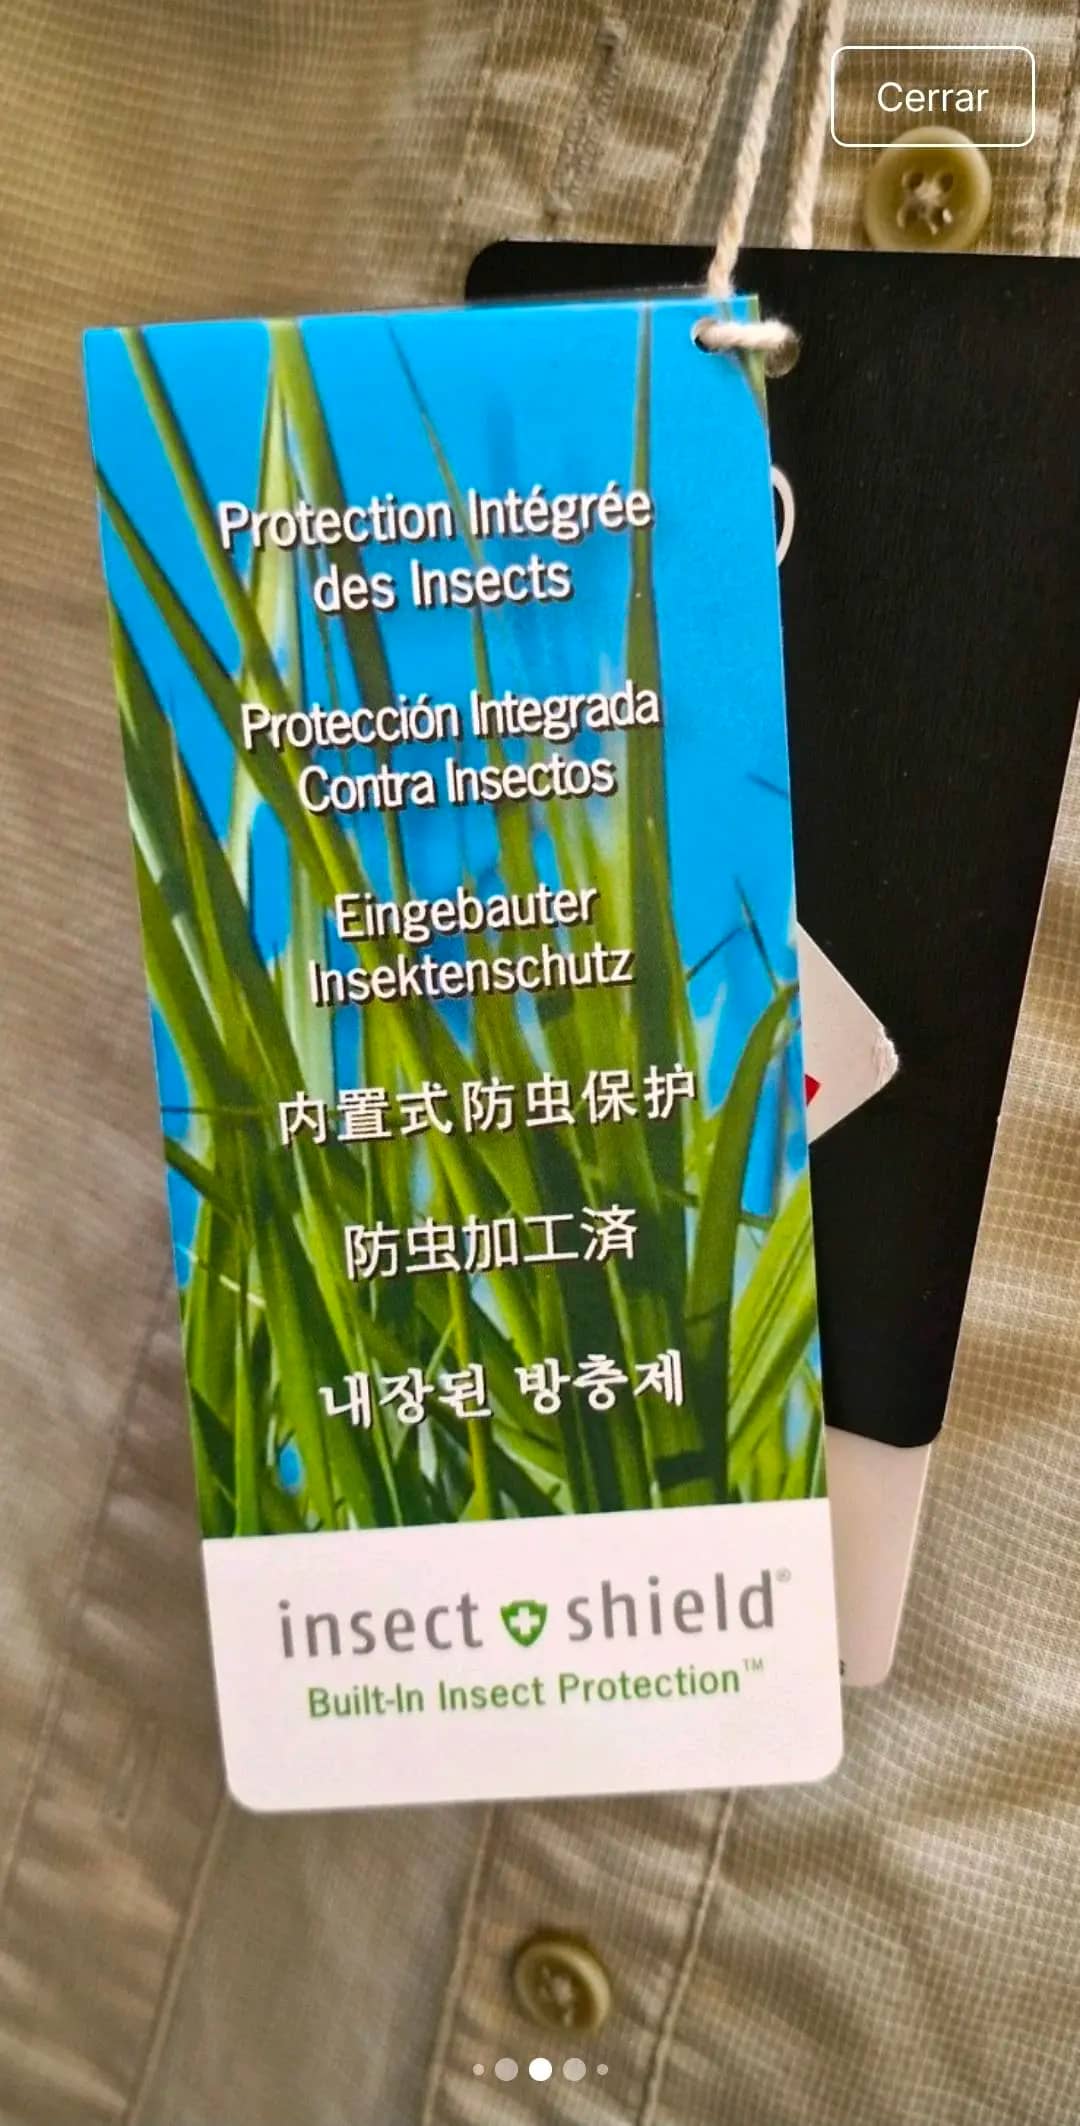 Cerrar
Protection Intégrée
des Insects
Protección Integrada
Contra Insectos
Eingebauter
Insektenschutz
内置式防虫保护
防虫加工済
내장된 방충제
insect shield®
Built-In Insect Protection™